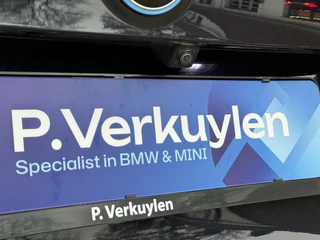 P.Verkuylen
Specialist in BMW & MINI
P. Verkuylen